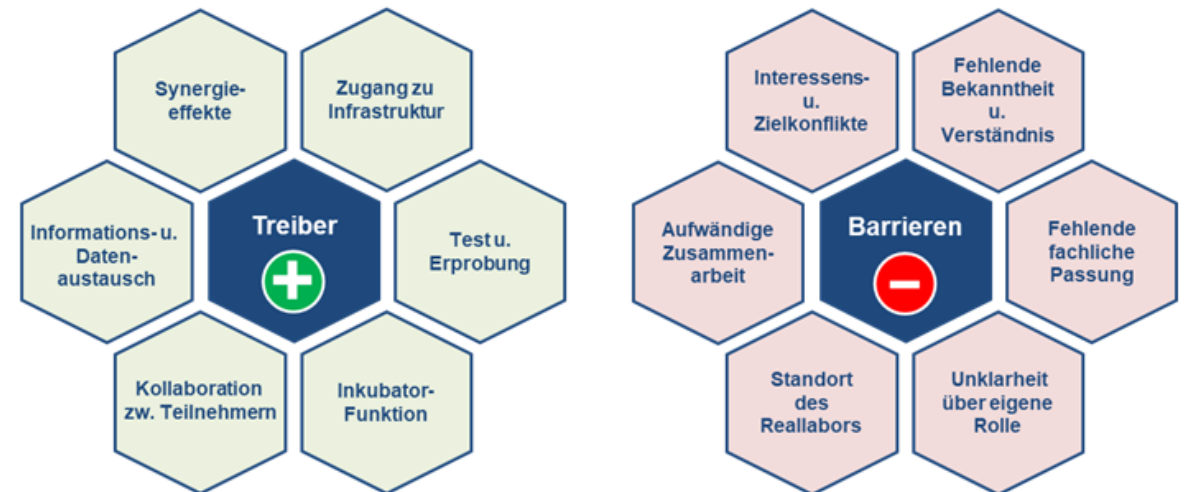 Synergie-
effekte
Zugang zu
Infrastruktur
Informations- u.
Daten-
austausch
Treiber
Test u.
Erprobung
Kollaboration
zw. Teilnehmern
Inkubator-
Funktion
Interessens-
u.
Zielkonflikte
Fehlende
Bekanntheit
u.
Verständnis
Aufwändige
Zusammen-
arbeit
Barrieren
Fehlende
fachliche
Passung
Standort
des
Reallabors
Unklarheit
über eigene
Rolle